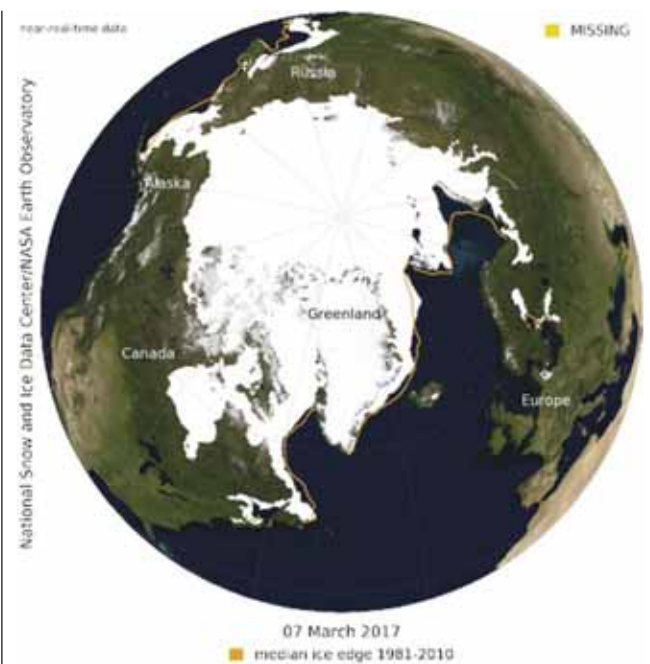 near-real-time data
MISSING
National Snow and Ice Data Center/NASA Earth Observatory
Russia
Alaska
Greenland
Canada
Europe
07 March 2017
median ice edge 1981-2010